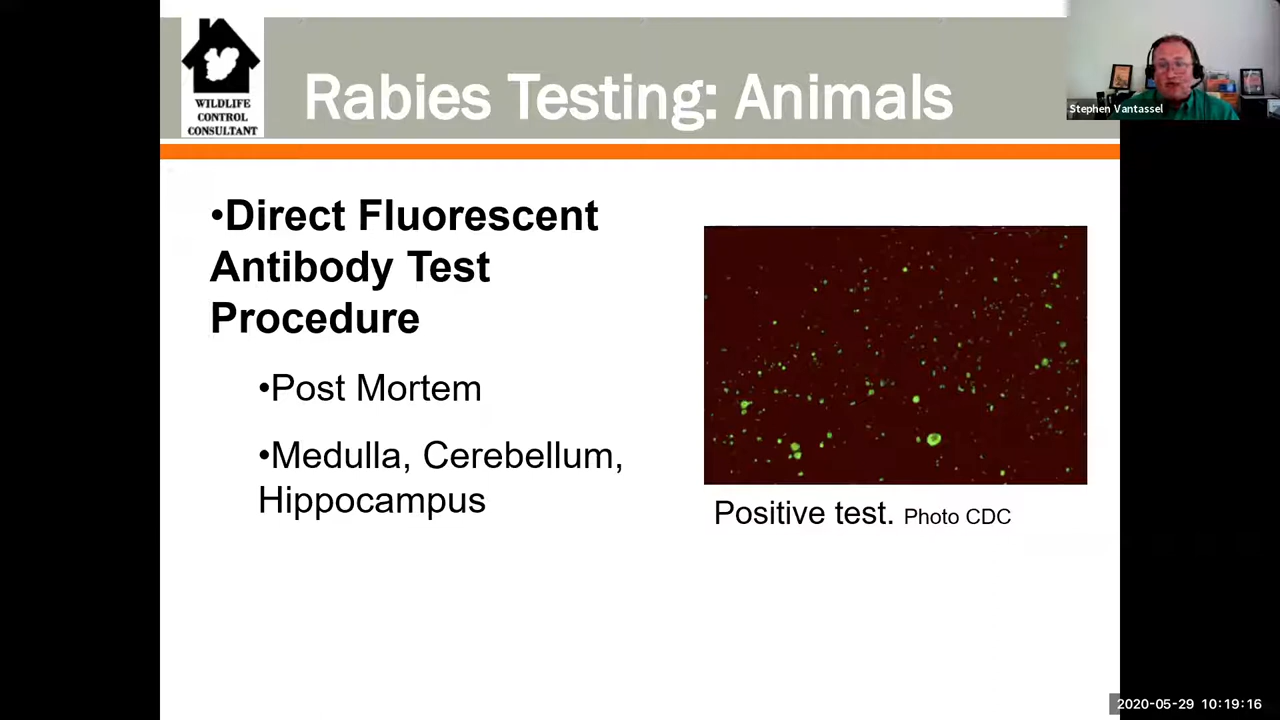 WILDLIFE
CONTROL
CONSULTANT
Rabies Testing: Animals
Stephen Vantassel
•Direct Fluorescent
Antibody Test
Procedure
•Post Mortem
•Medulla, Cerebellum,
Hippocampus
Positive test. Photo CDC
2020-05-29 10:19:16